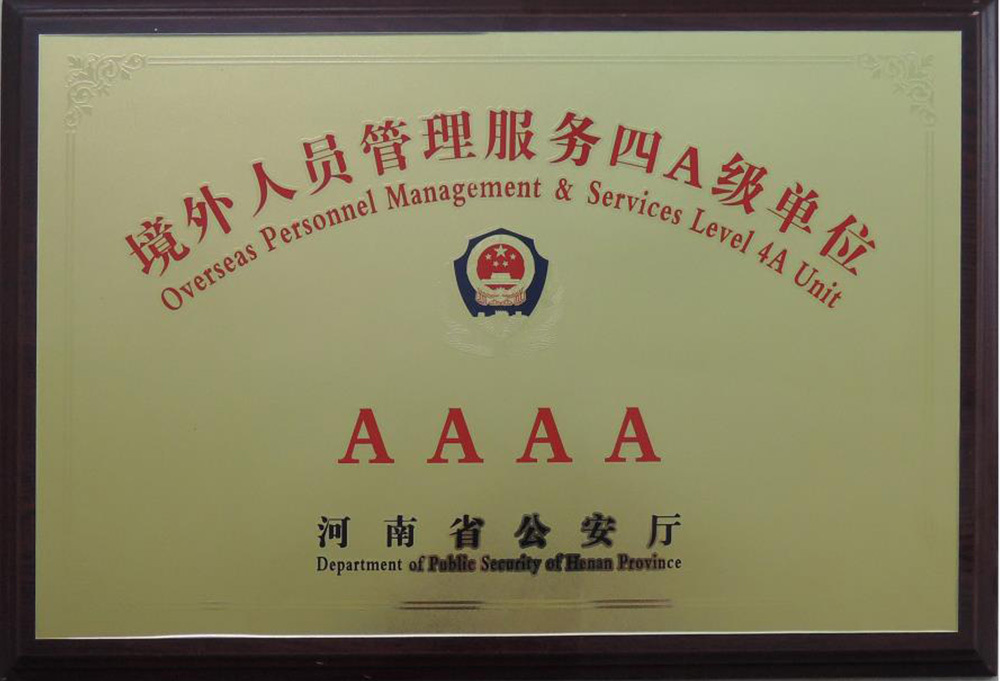 境外人员管理服务四A级单位
Overseas Personnel Management & Services Level 4A Unit
AAAA
河南省公安厅
Department of Public Security of Henan Province